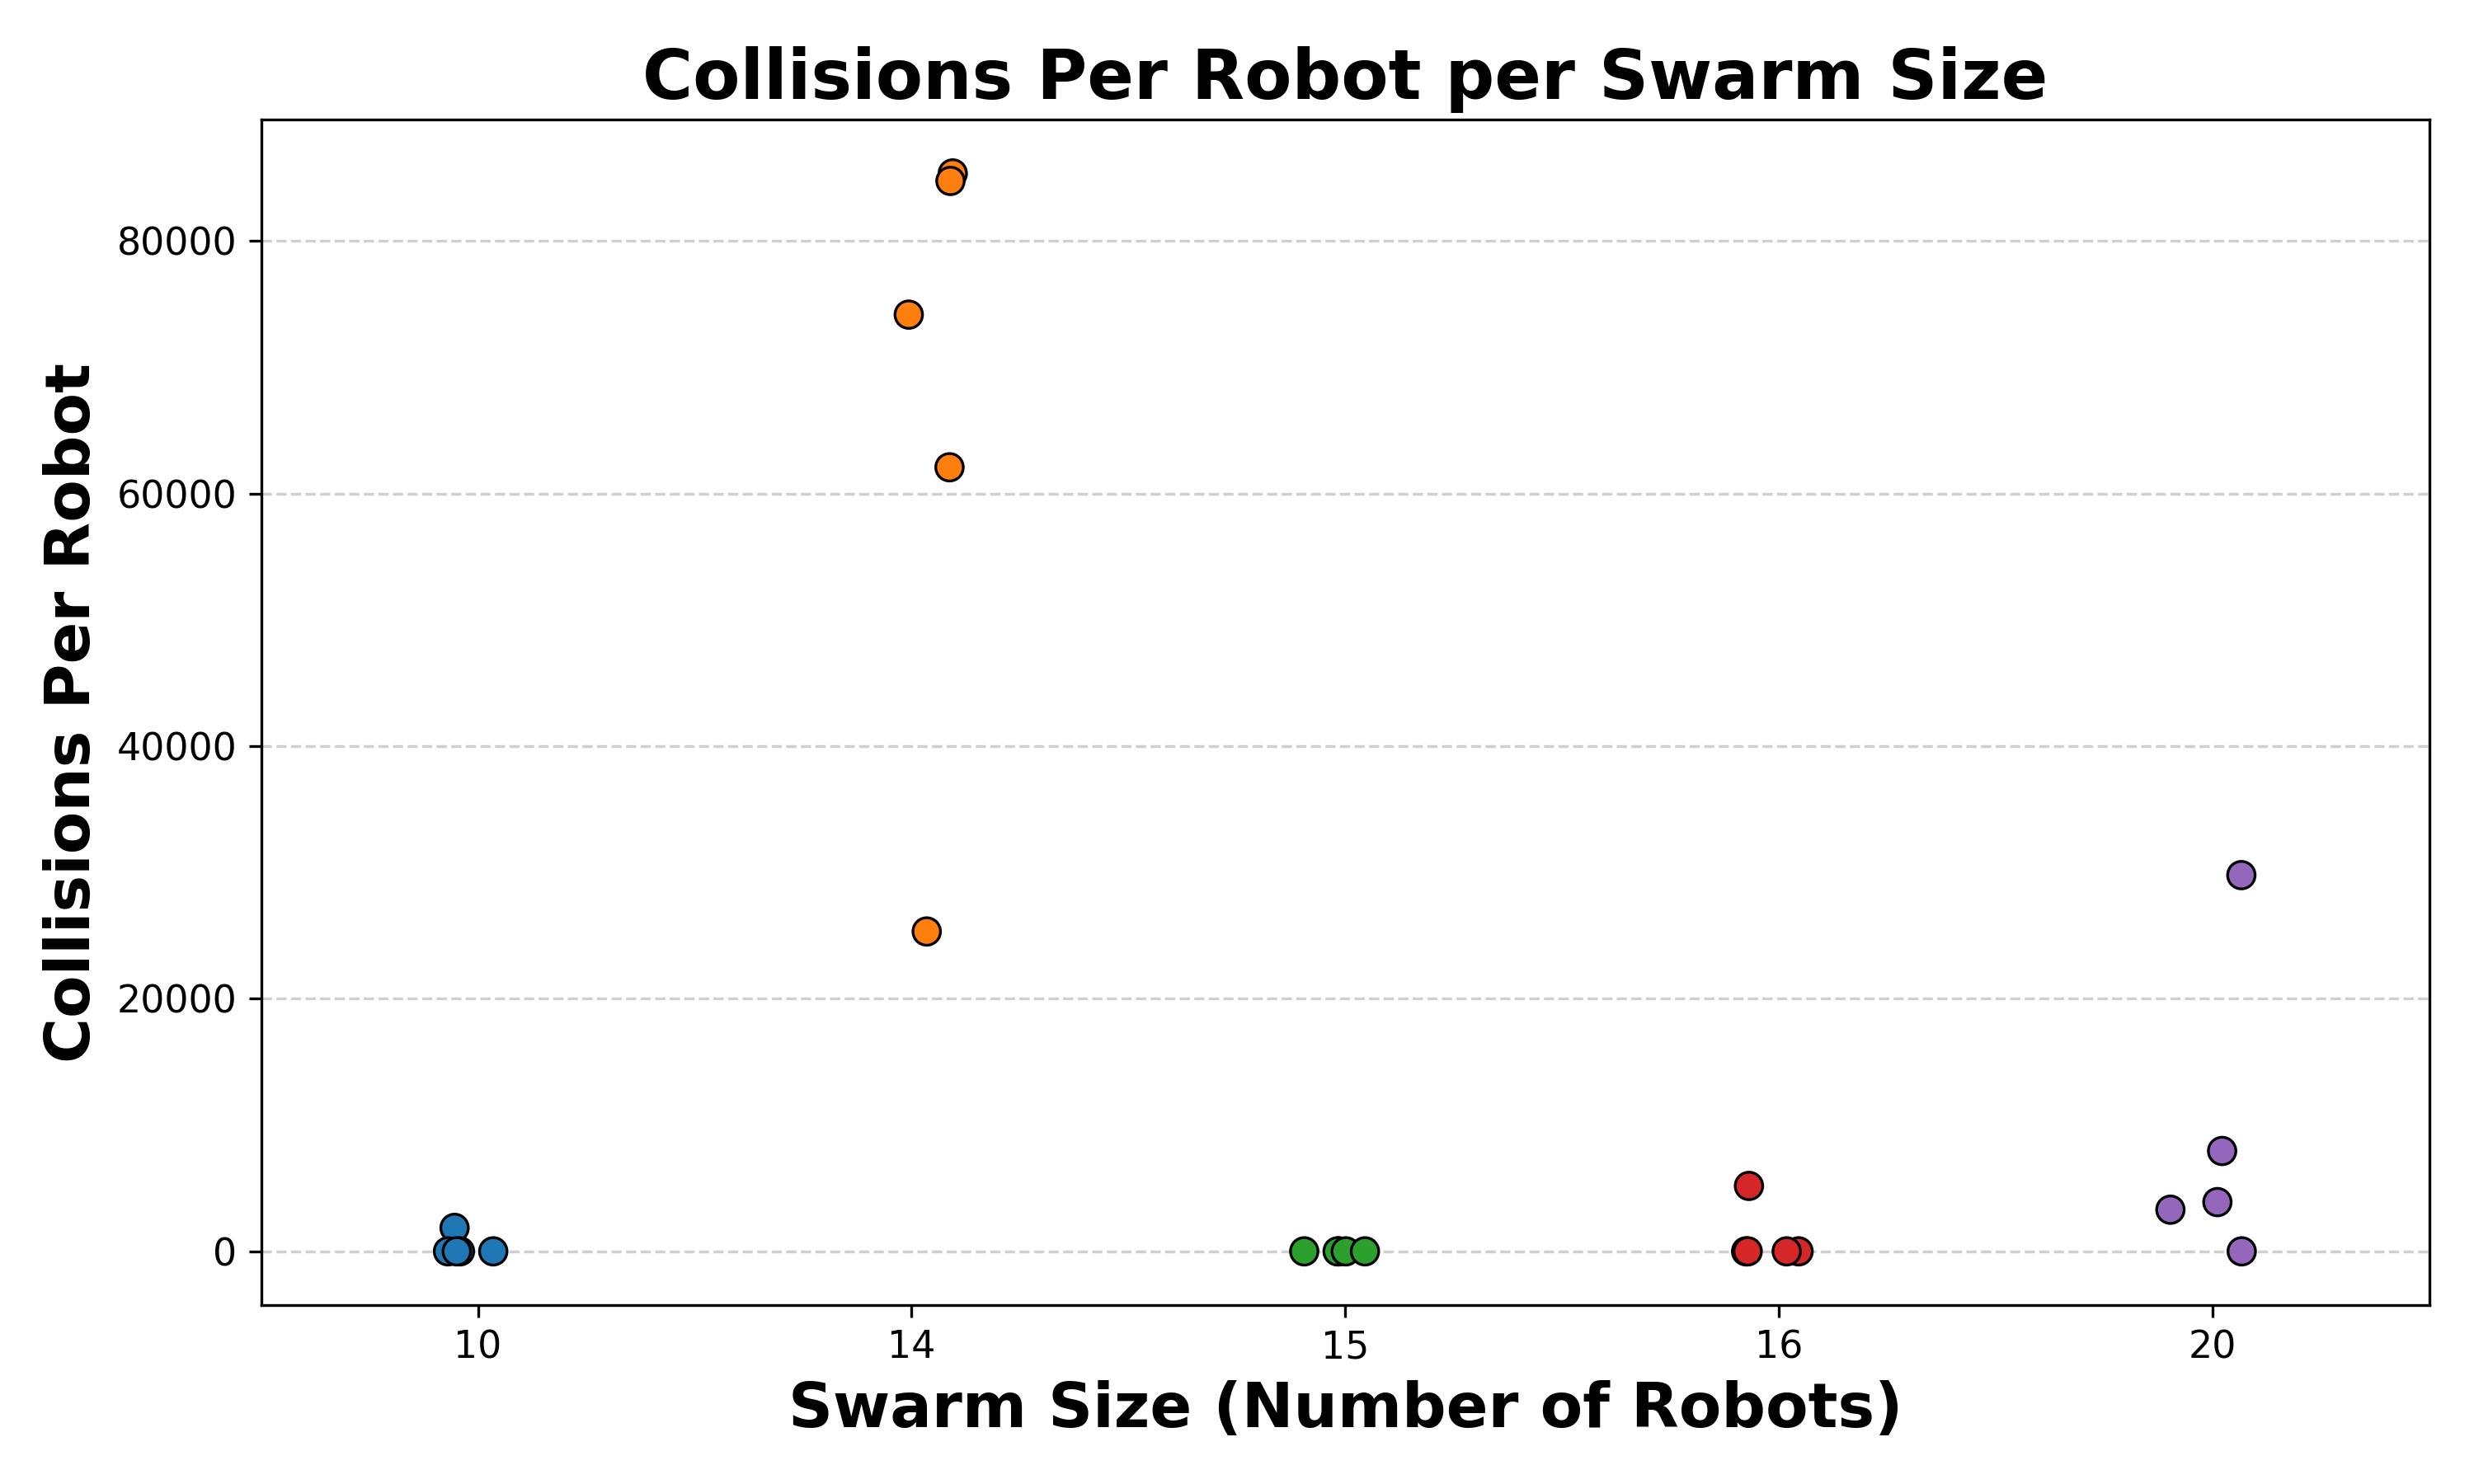 Collisions Per Robot per Swarm Size
Collisions Per Robot
80000
60000
40000
20000
0
10 14 15 16 20
Swarm Size (Number of Robots)